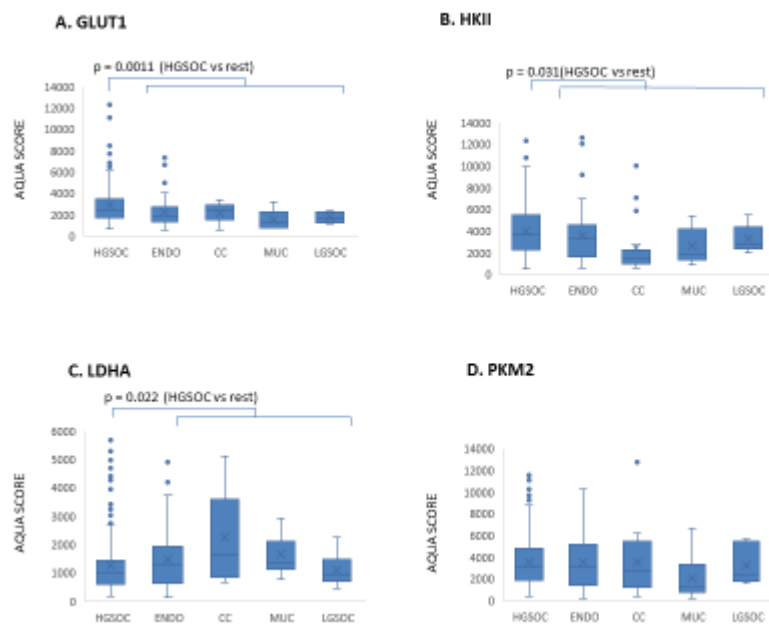 A. GLUT1
p = 0.0011 (HGSOC vs rest)
AQUA SCORE
14000
12000
10000
8000
6000
4000
2000
0
HGSOC ENDO CC MUC LGSOC
B. HKII
p = 0.031(HGSOC vs rest)
AQUA SCORE
14000
12000
10000
8000
6000
4000
2000
0
HGSOC ENDO CC MUC LGSOC
C. LDHA
p = 0.022 (HGSOC vs rest)
AQUA SCORE
6000
5000
4000
3000
2000
1000
0
HGSOC ENDO CC MUC LGSOC
D. PKM2
AQUA SCORE
14000
12000
10000
8000
6000
4000
2000
0
HGSOC ENDO CC MUC LGSOC